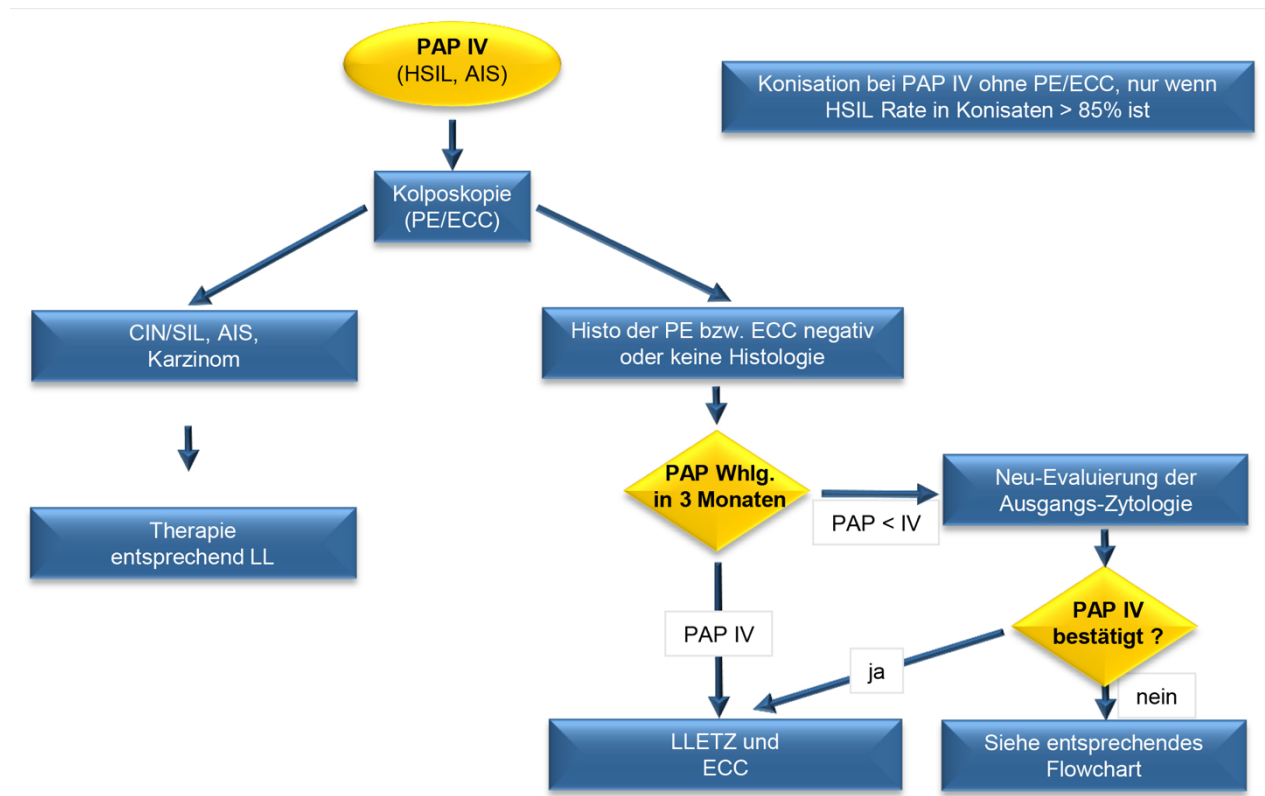 PAP IV
(HSIL, AIS)
Konisation bei PAP IV ohne PE/ECC, nur wenn
HSIL Rate in Konisaten > 85% ist
Kolposkopie
(PE/ECC)
CIN/SIL, AIS,
Karzinom
Histo der PE bzw. ECC negativ
oder keine Histologie
PAP Whlg.
in 3 Monaten
PAP < IV
Neu-Evaluierung der
Ausgangs-Zytologie
Therapie
entsprechend LL
PAP IV
PAP IV
bestätigt ?
ja
nein
LLETZ und
ECC
Siehe entsprechendes
Flowchart